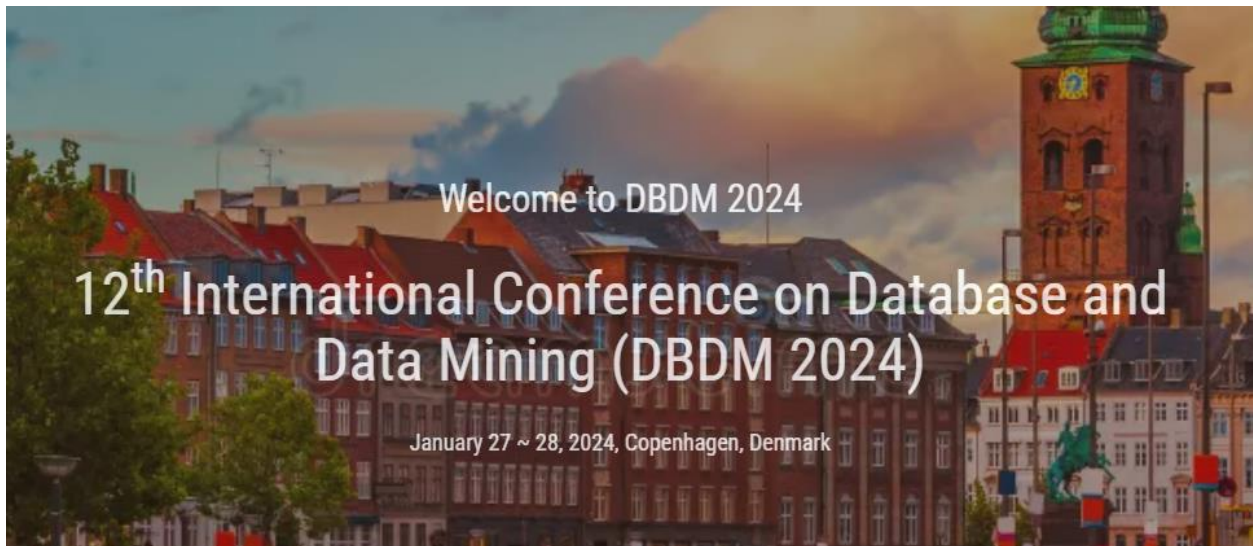 Welcome to DBDM 2024
12th International Conference on Database and
Data Mining (DBDM 2024)
January 27 ~ 28, 2024, Copenhagen, Denmark